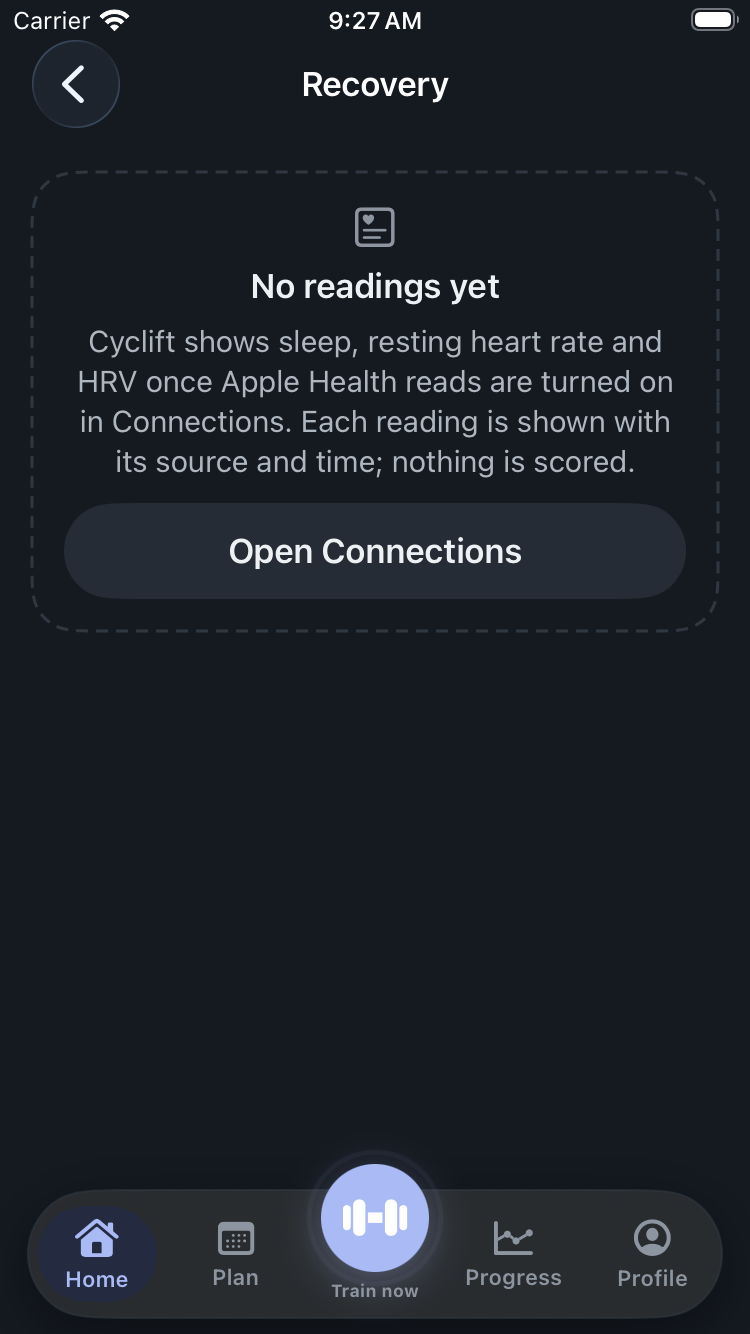 Carrier 9:27 AM
Recovery
No readings yet
Cyclift shows sleep, resting heart rate and
HRV once Apple Health reads are turned on
in Connections. Each reading is shown with
its source and time; nothing is scored.
Open Connections
Home
Plan
Train now
Progress
Profile